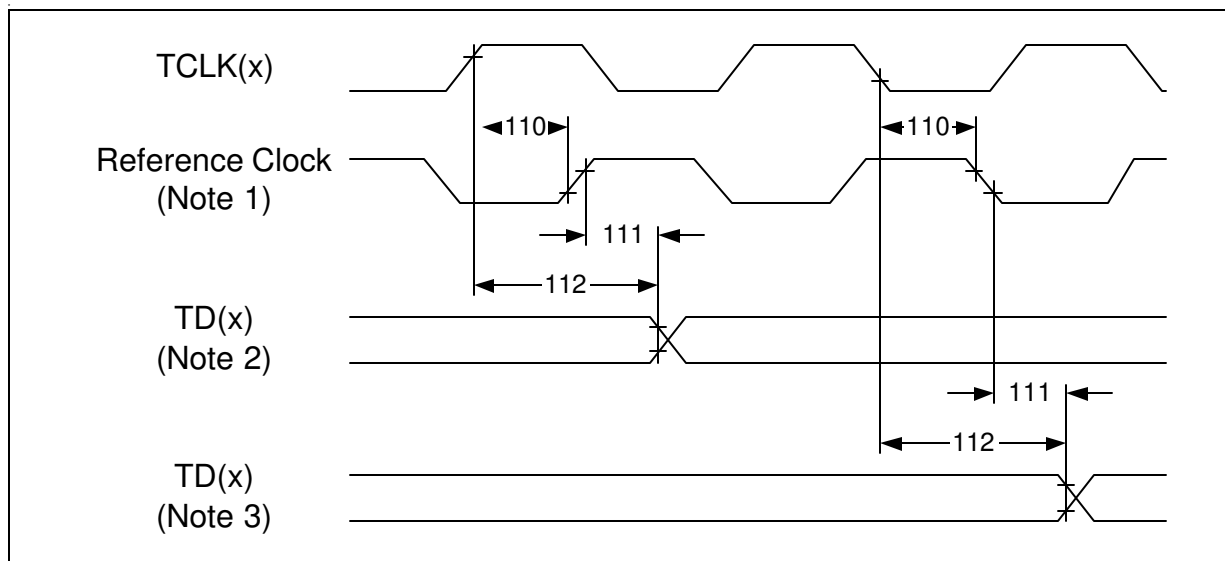 TCLK(x)
110
110
Reference Clock
(Note 1)
111
112
TD(x)
(Note 2)
111
112
TD(x)
(Note 3)